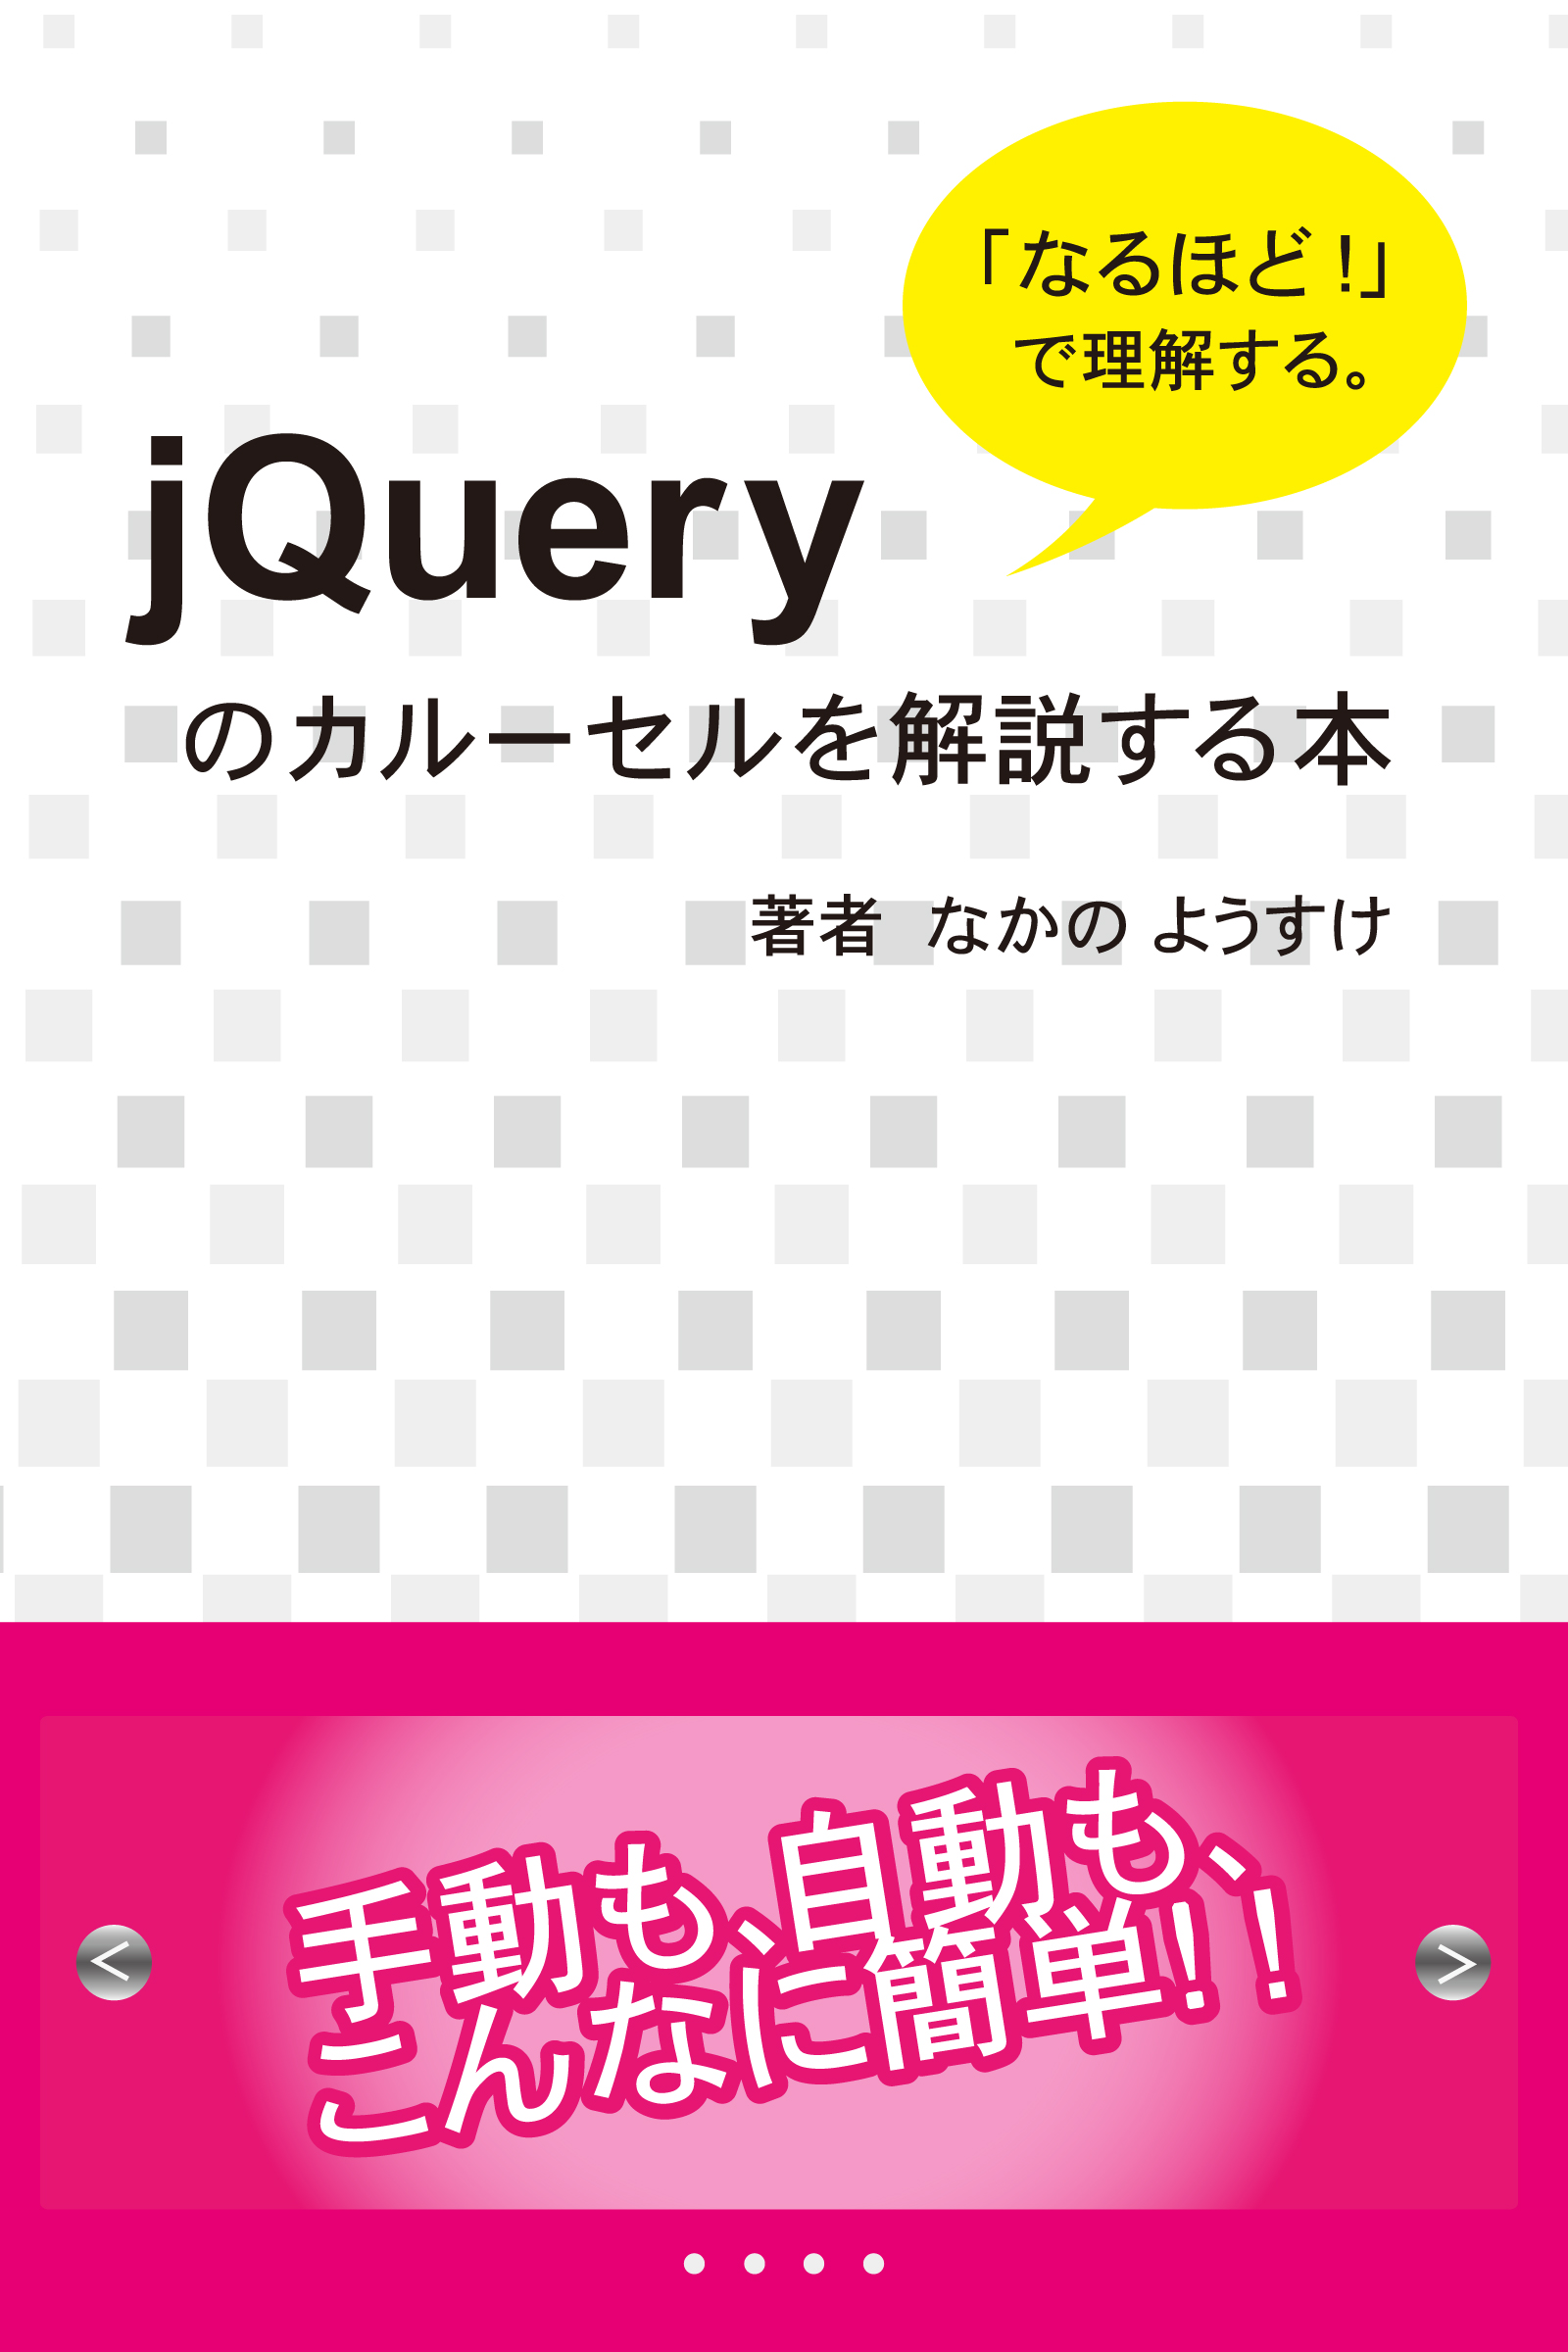 「なるほど！」
で理解する。
jQuery
のカルーセルを解説する本
著者　なかの ようすけ
手動も、自動も、
こんなに簡単!!
<
>